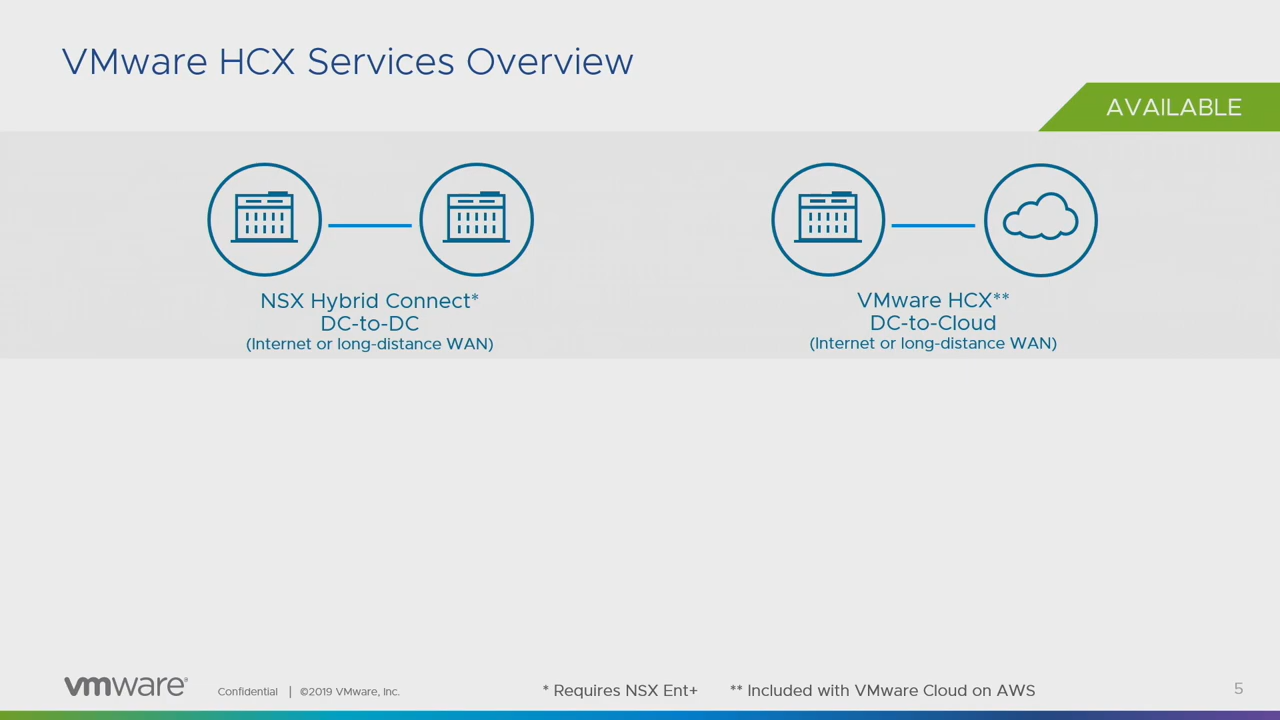 VMware HCX Services Overview
AVAILABLE
NSX Hybrid Connect*
DC-to-DC
(Internet or long-distance WAN)
VMware HCX**
DC-to-Cloud
(Internet or long-distance WAN)
vmware®
Confidential | ©2019 VMware, Inc.
* Requires NSX Ent+
** Included with VMware Cloud on AWS
5